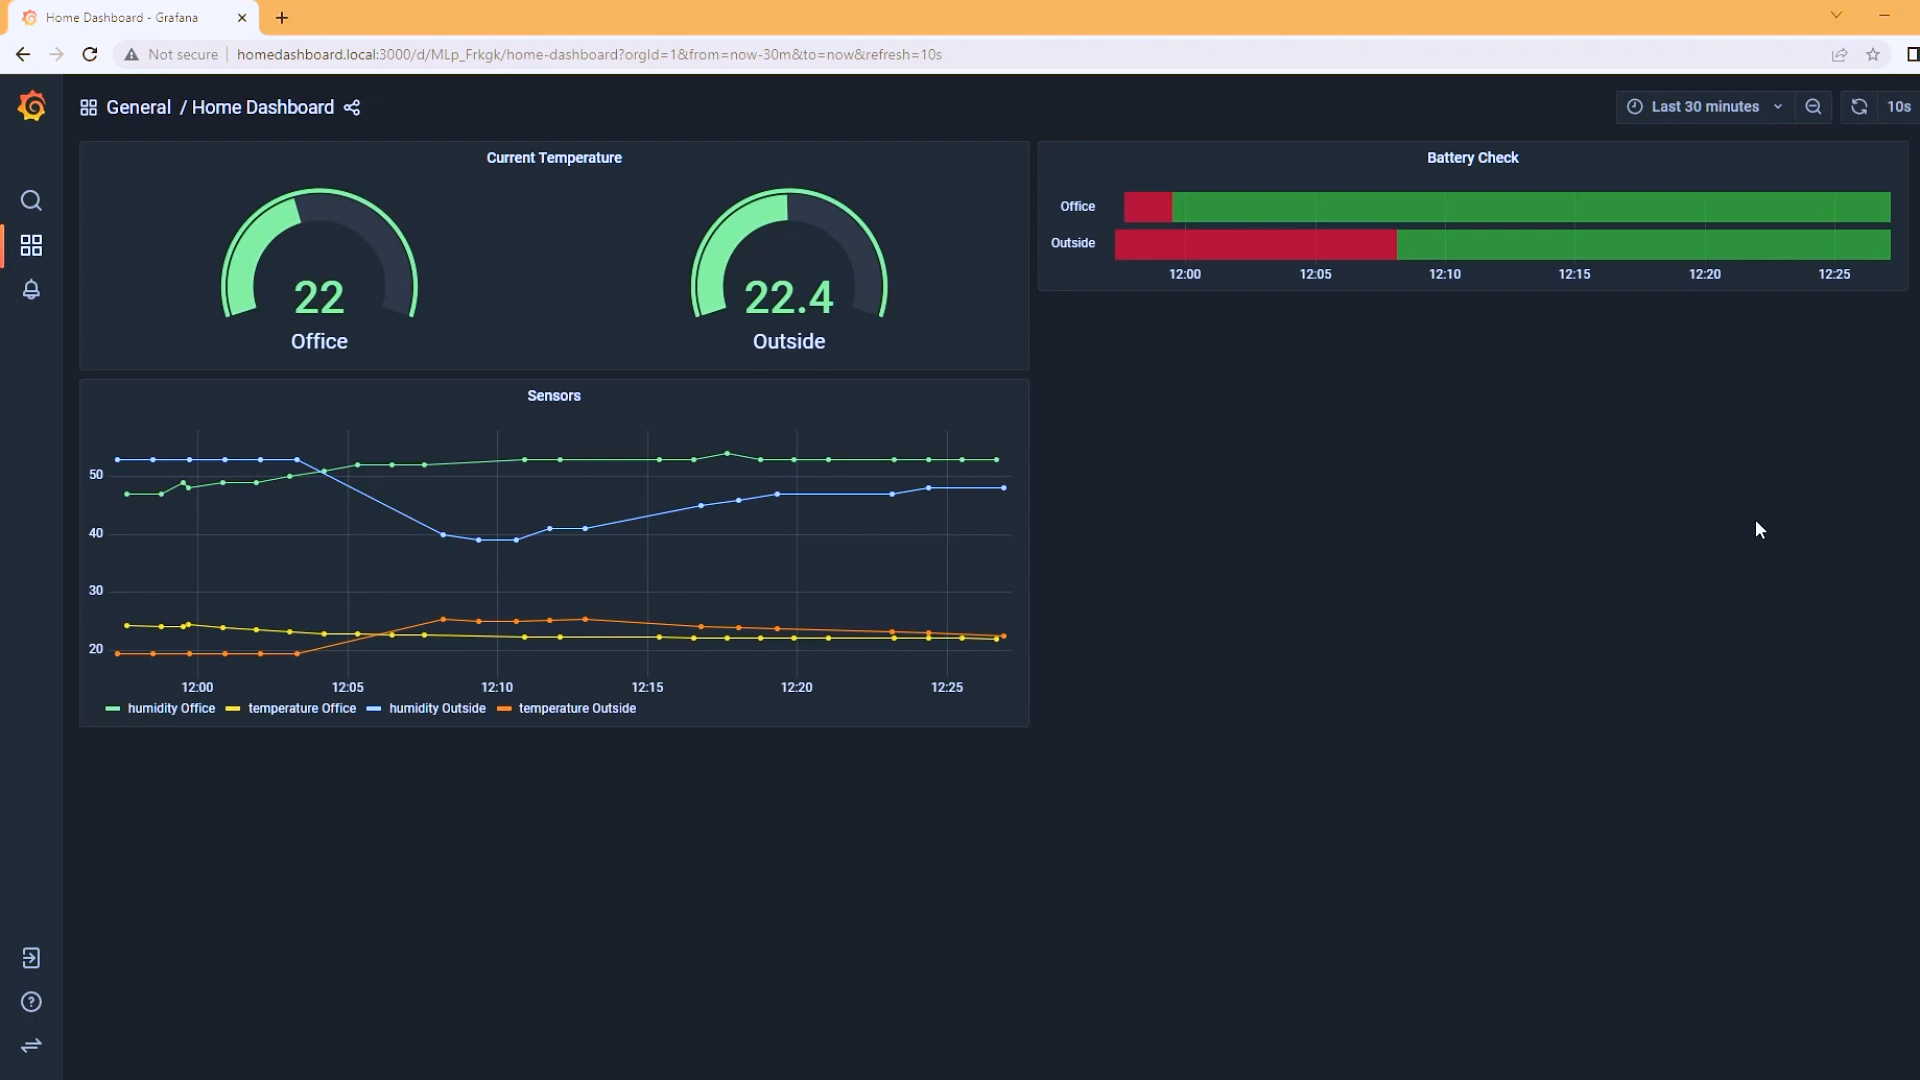 Home Dashboard - Grafana
Not secure
homedashboard.local:3000/d/MLp_Frkgk/home-dashboard?orgId=1&from=now-30m&to=now&refresh=10s
General / Home Dashboard
Last 30 minutes
10s
Current Temperature
22
Office
22.4
Outside
Battery Check
Office
Outside
12:00 12:05 12:10 12:15 12:20 12:25
Sensors
50
40
30
20
12:00 12:05 12:10 12:15 12:20 12:25
humidity Office temperature Office humidity Outside temperature Outside